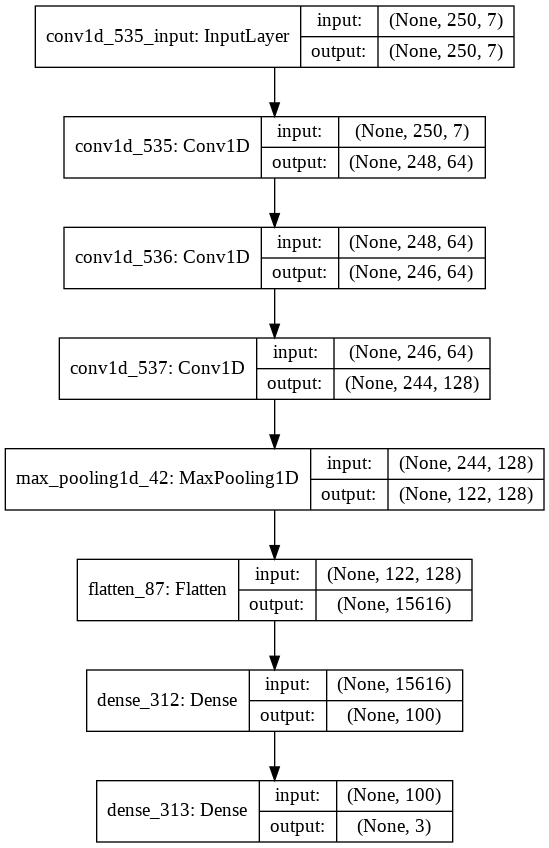 conv1d_535_input: InputLayer input: (None, 250, 7)
output: (None, 250, 7)
conv1d_535: Conv1D input: (None, 250, 7)
output: (None, 248, 64)
conv1d_536: Conv1D input: (None, 248, 64)
output: (None, 246, 64)
conv1d_537: Conv1D input: (None, 246, 64)
output: (None, 244, 128)
max_pooling1d_42: MaxPooling1D input: (None, 244, 128)
output: (None, 122, 128)
flatten_87: Flatten input: (None, 122, 128)
output: (None, 15616)
dense_312: Dense input: (None, 15616)
output: (None, 100)
dense_313: Dense input: (None, 100)
output: (None, 3)